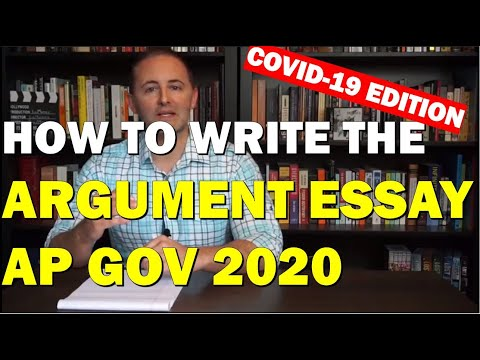 COVID-19 EDITION
HOW TO WRITE THE
ARGUMENT ESSAY
AP GOV 2020